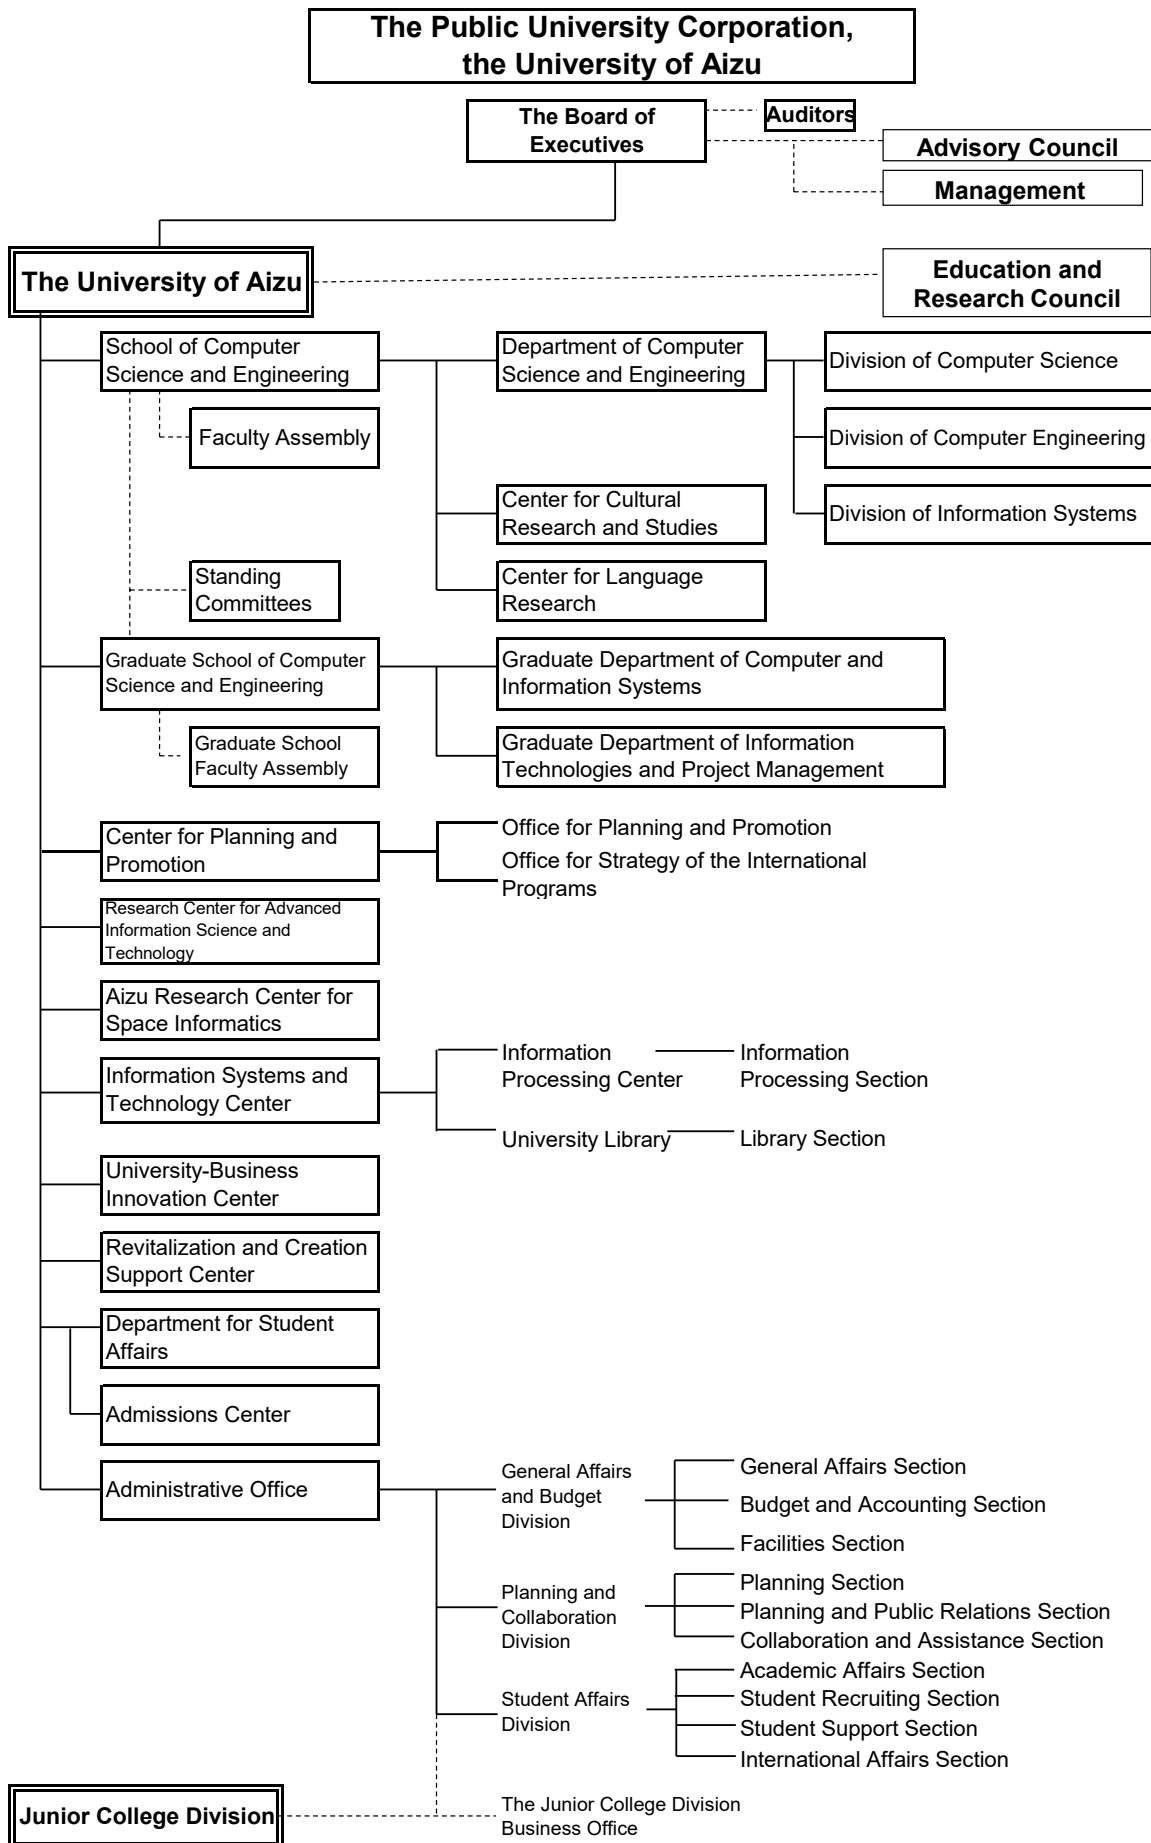 The Public University Corporation,
the University of Aizu
The Board of
Executives
Auditors
Advisory Council
Management
The University of Aizu
Education and
Research Council
School of Computer
Science and Engineering
Department of Computer
Science and Engineering
Division of Computer Science
Faculty Assembly
Division of Computer Engineering
Center for Cultural
Research and Studies
Division of Information Systems
Standing
Committees
Center for Language
Research
Graduate School of Computer
Science and Engineering
Graduate Department of Computer and
Information Systems
Graduate School
Faculty Assembly
Graduate Department of Information
Technologies and Project Management
Center for Planning and
Promotion
Office for Planning and Promotion
Office for Strategy of the International
Programs
Research Center for Advanced
Information Science and
Technology
Aizu Research Center for
Space Informatics
Information Systems and
Technology Center
Information
Processing Center
Information
Processing Section
University Library
Library Section
University-Business
Innovation Center
Revitalization and Creation
Support Center
Department for Student
Affairs
Admissions Center
Administrative Office
General Affairs
and Budget
Division
General Affairs Section
Budget and Accounting Section
Facilities Section
Planning and
Collaboration
Division
Planning Section
Planning and Public Relations Section
Collaboration and Assistance Section
Student Affairs
Division
Academic Affairs Section
Student Recruiting Section
Student Support Section
International Affairs Section
Junior College Division
The Junior College Division
Business Office